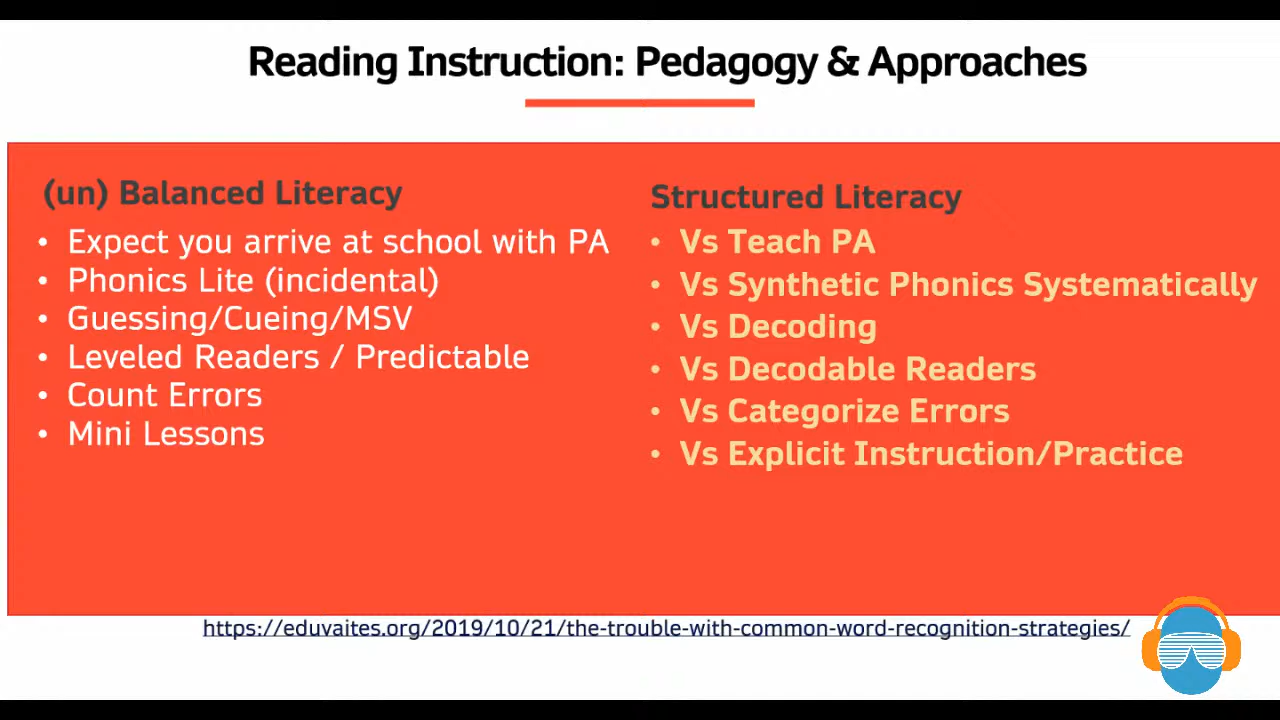 Reading Instruction: Pedagogy & Approaches
(un) Balanced Literacy
• Expect you arrive at school with PA
• Phonics Lite (incidental)
• Guessing/Cueing/MSV
• Leveled Readers / Predictable
• Count Errors
• Mini Lessons
Structured Literacy
• Vs Teach PA
• Vs Synthetic Phonics Systematically
• Vs Decoding
• Vs Decodable Readers
• Vs Categorize Errors
• Vs Explicit Instruction/Practice
https://eduvaites.org/2019/10/21/the-trouble-with-common-word-recognition-strategies/